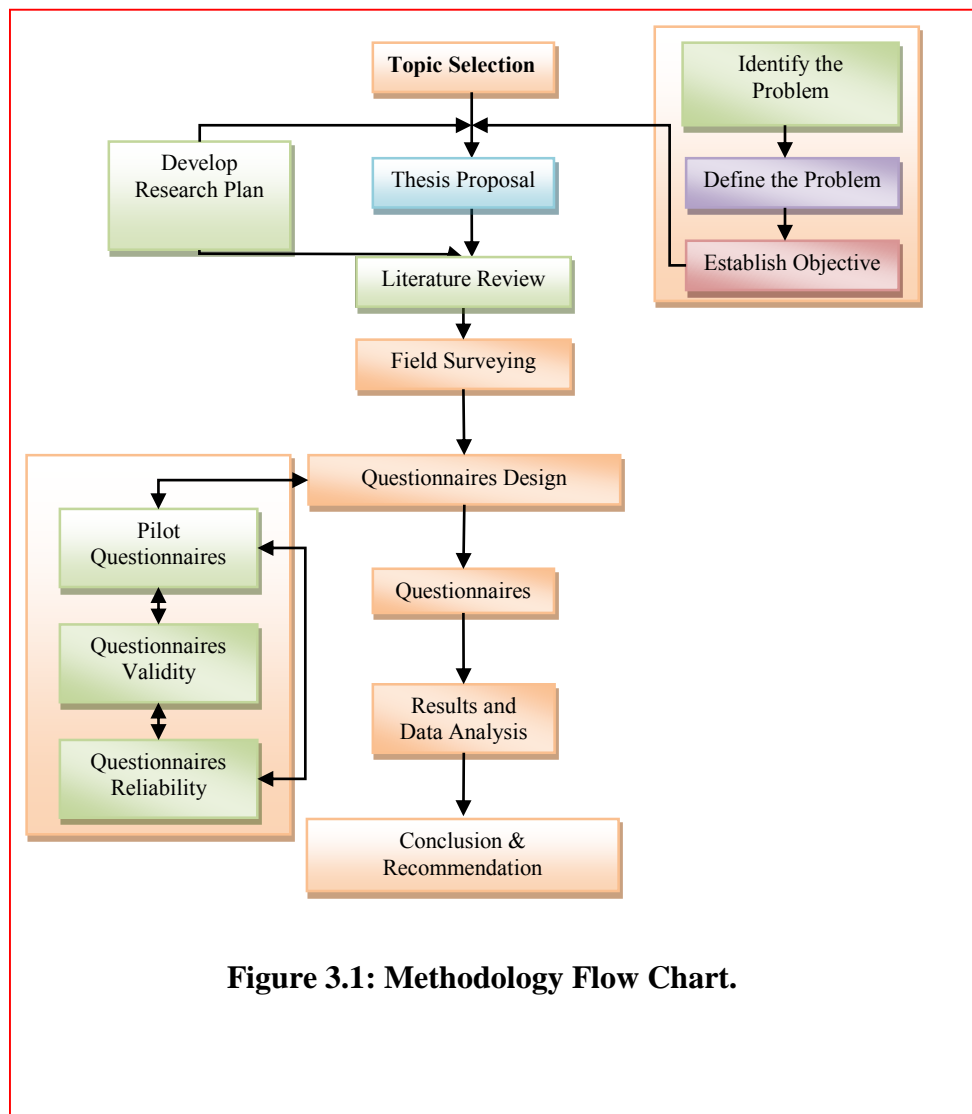 Topic Selection
Identify the
Problem
Develop
Research Plan
Thesis Proposal
Define the Problem
Establish Objective
Literature Review
Field Surveying
Questionnaires Design
Pilot
Questionnaires
Questionnaires
Questionnaires
Validity
Results and
Data Analysis
Questionnaires
Reliability
Conclusion &
Recommendation
Figure 3.1: Methodology Flow Chart.